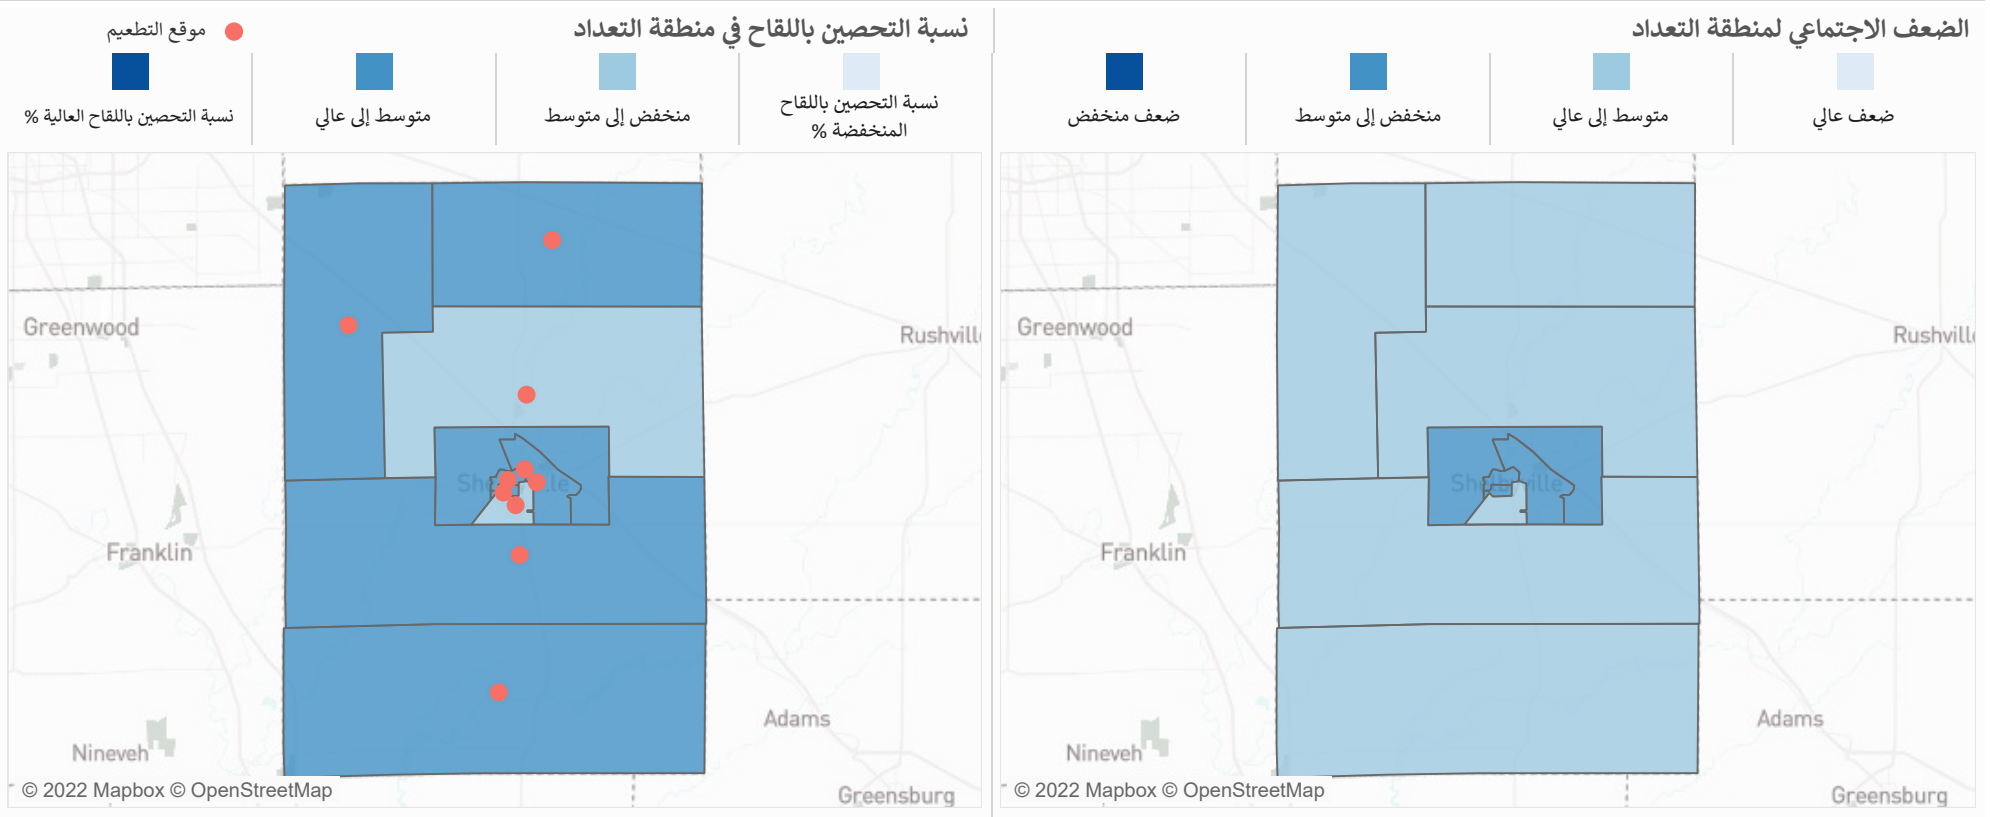 الضعف الاجتماعي لمنطقة التعداد
ضعف عالي
متوسط إلى عالي
منخفض إلى متوسط
ضعف منخفض
Greenwood
Rushville
Shelbyville
Franklin
Adams
Nineveh
Greensburg
© 2022 Mapbox © OpenStreetMap
نسبة التحصين باللقاح في منطقة التعداد
موقع التطعيم
نسبة التحصين باللقاح
المنخفضة %
منخفض إلى متوسط
متوسط إلى عالي
نسبة التحصين باللقاح العالية %
Greenwood
Rushvill
Franklin
Adams
Nineveh
Greensburg
© 2022 Mapbox © OpenStreetMap